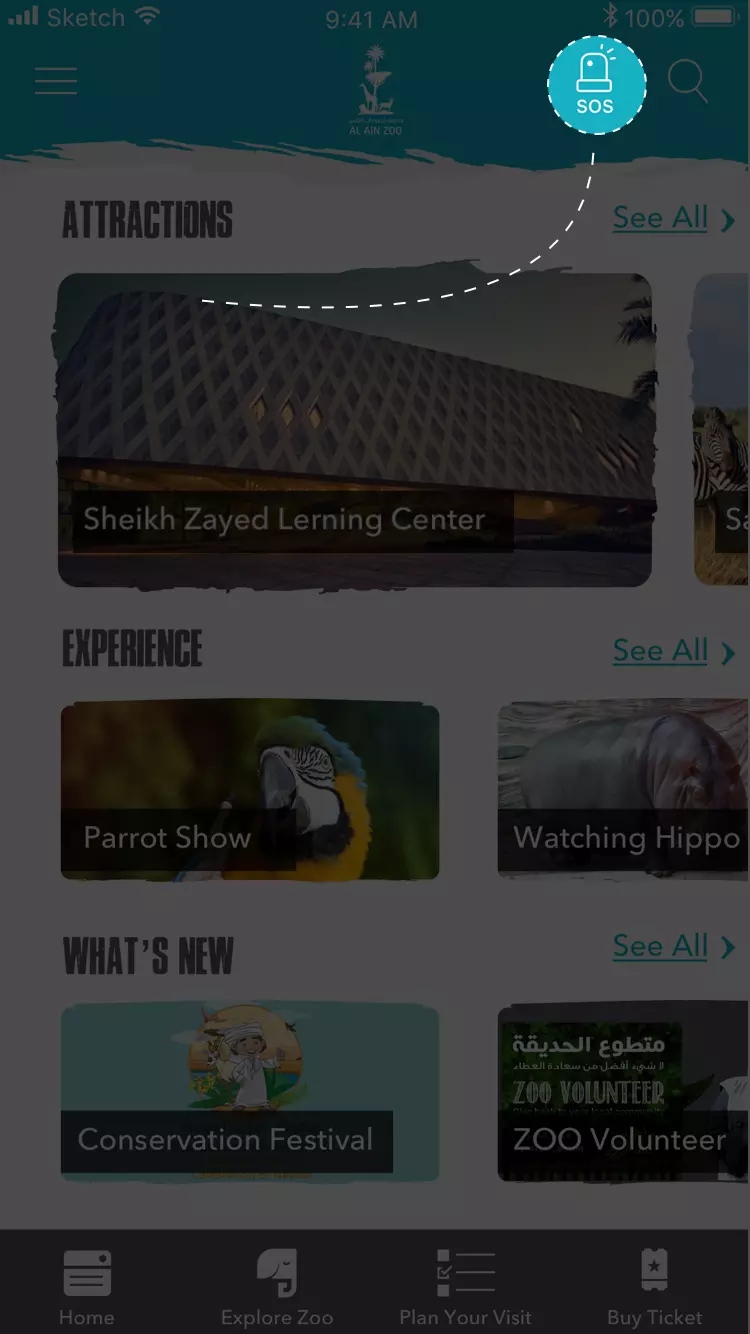 Sketch
9:41 AM
100%
AL AIN ZOO
SOS
ATTRACTIONS
See All
Sheikh Zayed Lerning Center
Sa
EXPERIENCE
See All
Parrot Show
Watching Hippo
WHAT'S NEW
See All
Conservation Festival
متطوع الحديقة
لا شيء أفضل من سعادة العطاء
ZOO VOLUNTEER
ZOO Volunteer
Home
Explore Zoo
Plan Your Visit
Buy Ticket